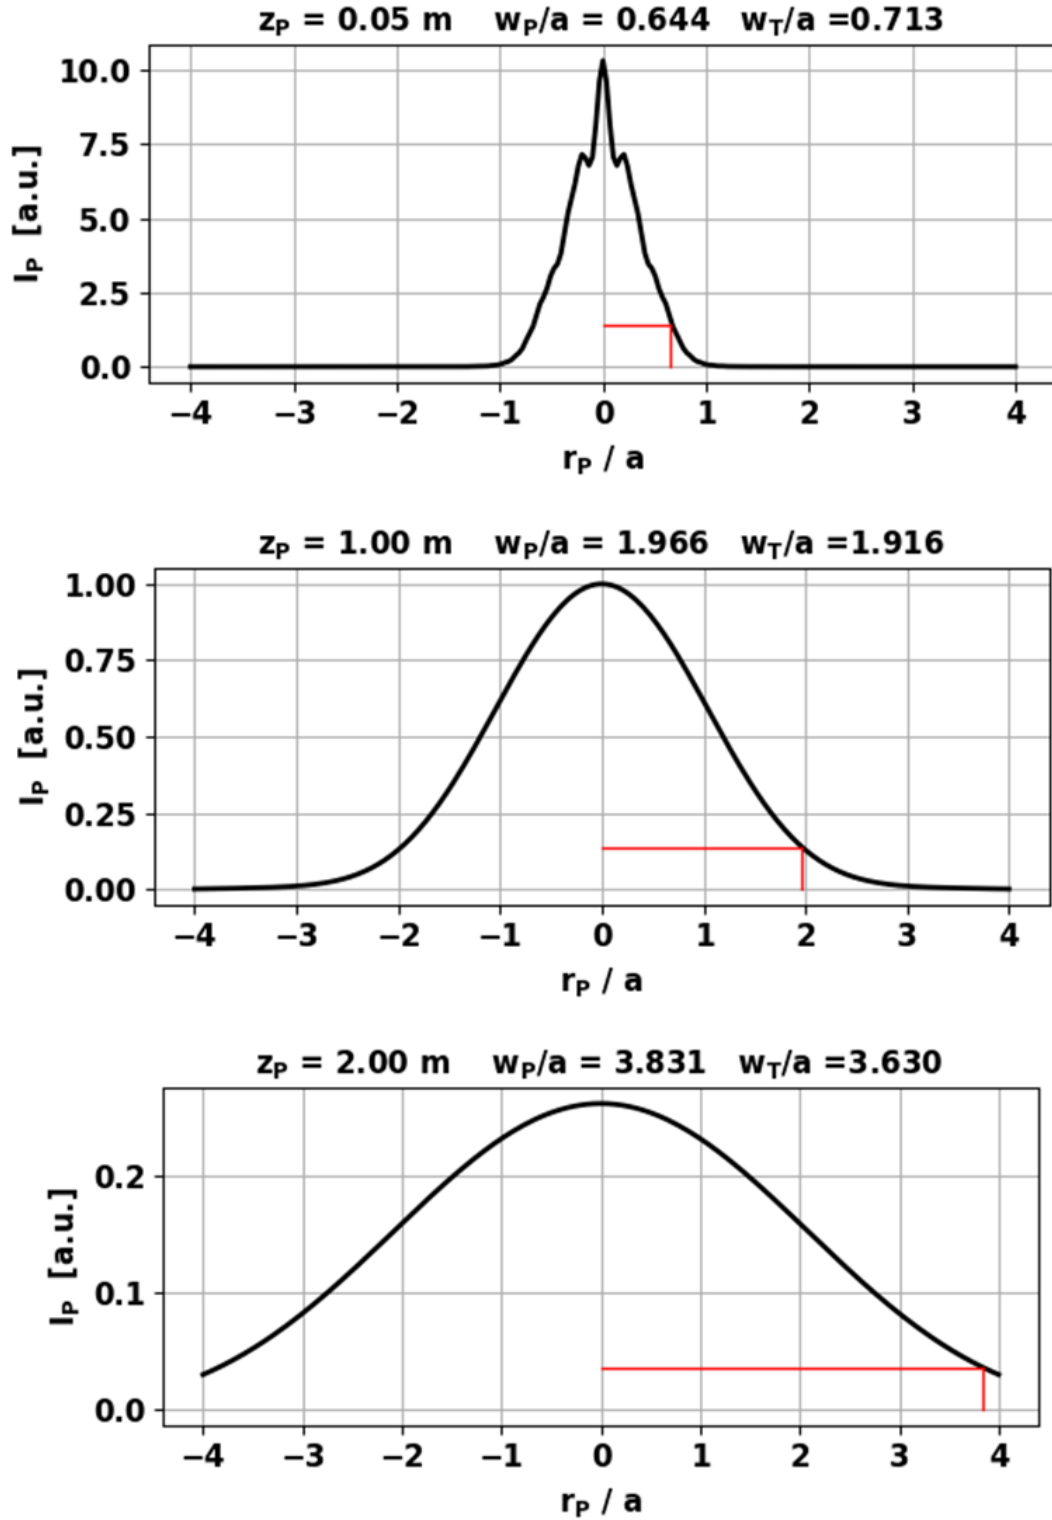 zP = 0.05 m wP/a = 0.644 wT/a =0.713
10.0
7.5
5.0
2.5
0.0
IP [a.u.]
−4 −3 −2 −1 0 1 2 3 4
rP / a
zP = 1.00 m wP/a = 1.966 wT/a =1.916
1.00
0.75
0.50
0.25
0.00
IP [a.u.]
−4 −3 −2 −1 0 1 2 3 4
rP / a
zP = 2.00 m wP/a = 3.831 wT/a =3.630
0.2
0.1
0.0
IP [a.u.]
−4 −3 −2 −1 0 1 2 3 4
rP / a